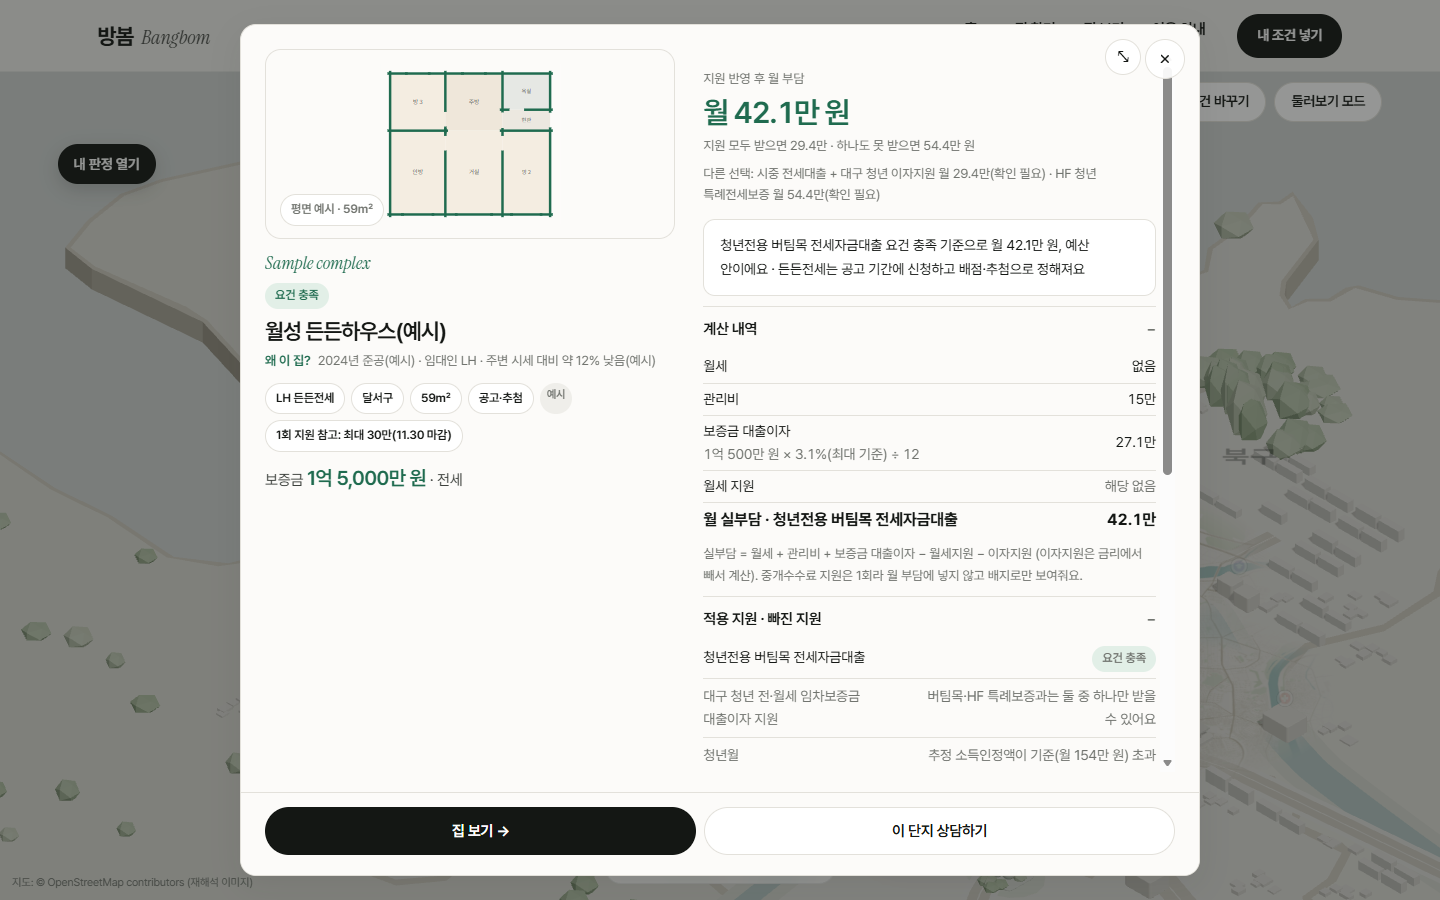 방봄 Bangbom
내 조건 넣기
건 바꾸기
둘러보기 모드
내 판정 열기
방 3
주방
욕실
현관
안방
거실
방 2
평면 예시 · 59m²
Sample complex
요건 충족
월성 든든하우스(예시)
왜 이 집? 2024년 준공(예시) · 임대인 LH · 주변 시세 대비 약 12% 낮음(예시)
LH 든든전세
달서구
59m²
공고·추첨
예시
1회 지원 참고: 최대 30만(11.30 마감)
보증금 1억 5,000만 원 · 전세
지원 반영 후 월 부담
월 42.1만 원
지원 모두 받으면 29.4만 · 하나도 못 받으면 54.4만 원
다른 선택: 시중 전세대출 + 대구 청년 이자지원 월 29.4만(확인 필요) · HF 청년
특례전세보증 월 54.4만(확인 필요)
청년전용 버팀목 전세자금대출 요건 충족 기준으로 월 42.1만 원, 예산
안이에요 · 든든전세는 공고 기간에 신청하고 배점·추첨으로 정해져요
계산 내역 −
월세 없음
관리비 15만
보증금 대출이자
1억 500만 원 × 3.1%(최대 기준) ÷ 12
27.1만
월세 지원 해당 없음
월 실부담 · 청년전용 버팀목 전세자금대출 42.1만
실부담 = 월세 + 관리비 + 보증금 대출이자 − 월세지원 − 이자지원 (이자지원은 금리에서
빼서 계산). 중개수수료 지원은 1회라 월 부담에 넣지 않고 배지로만 보여줘요.
적용 지원 · 빠진 지원 −
청년전용 버팀목 전세자금대출 요건 충족
대구 청년 전·월세 임차보증금
대출이자 지원
버팀목·HF 특례보증과는 둘 중 하나만 받을
수 있어요
청년월 추정 소득인정액이 기준(월 154만 원) 초과
집 보기 →
이 단지 상담하기
북구
지도: © OpenStreetMap contributors (재해석 이미지)